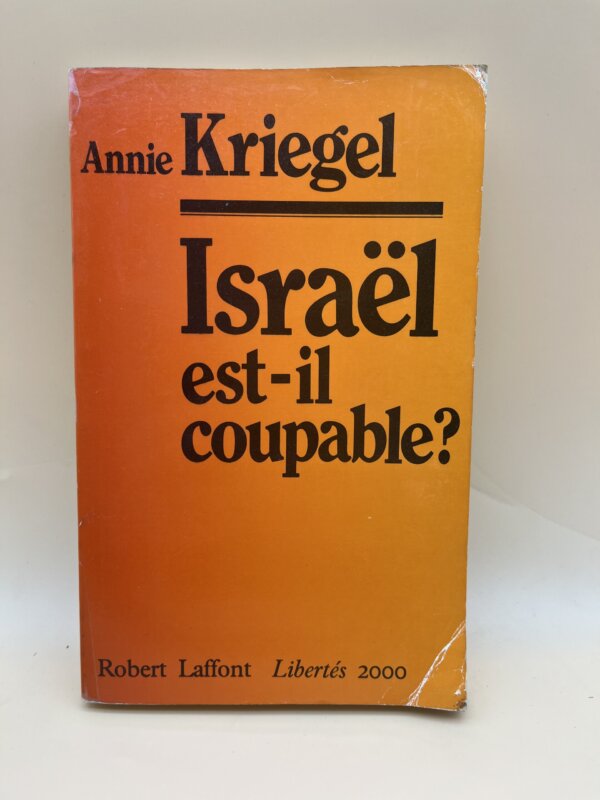 Annie Kriegel
Israël
est-il
coupable?
Robert Laffont Libertés 2000